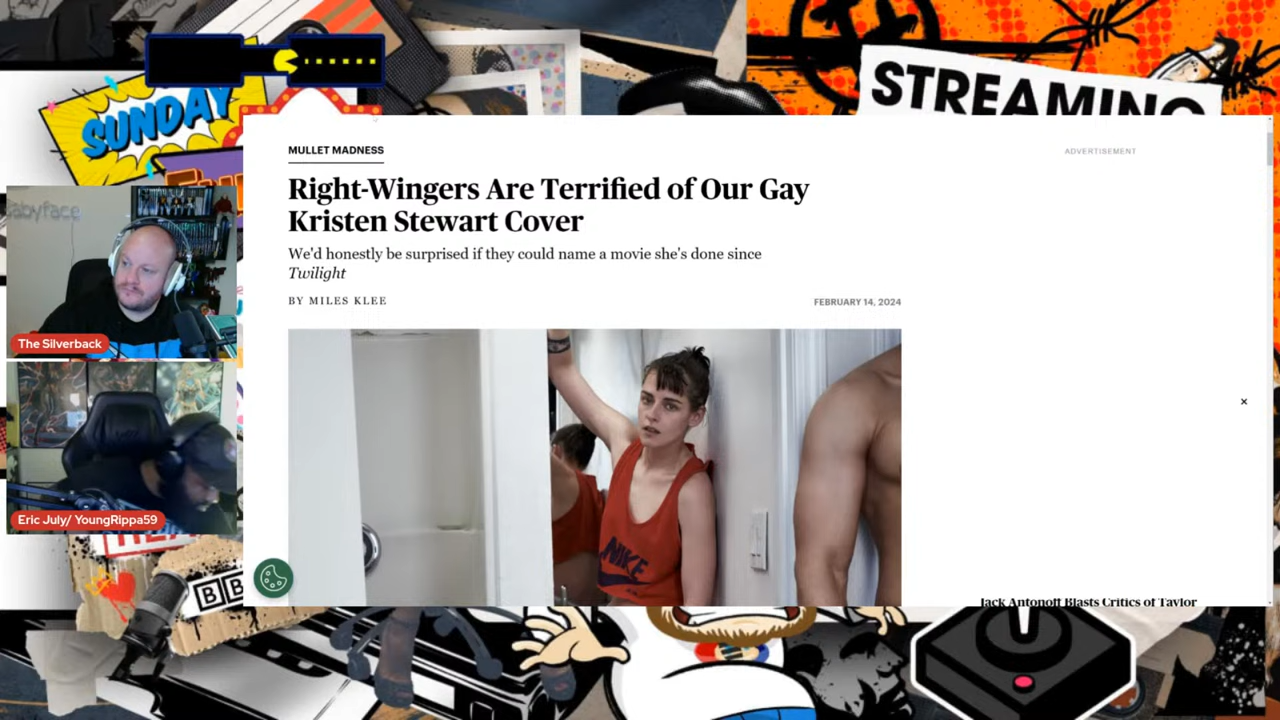 SUNDAY
STREAMING
MULLET MADNESS
ADVERTISEMENT
Right-Wingers Are Terrified of Our Gay
Kristen Stewart Cover
We'd honestly be surprised if they could name a movie she's done since
Twilight
BY MILES KLEE
FEBRUARY 14, 2024
abyface
The Silverback
NIKE
Eric July/ YoungRippa59
Jack Antonoff Blasts Critics of Taylor